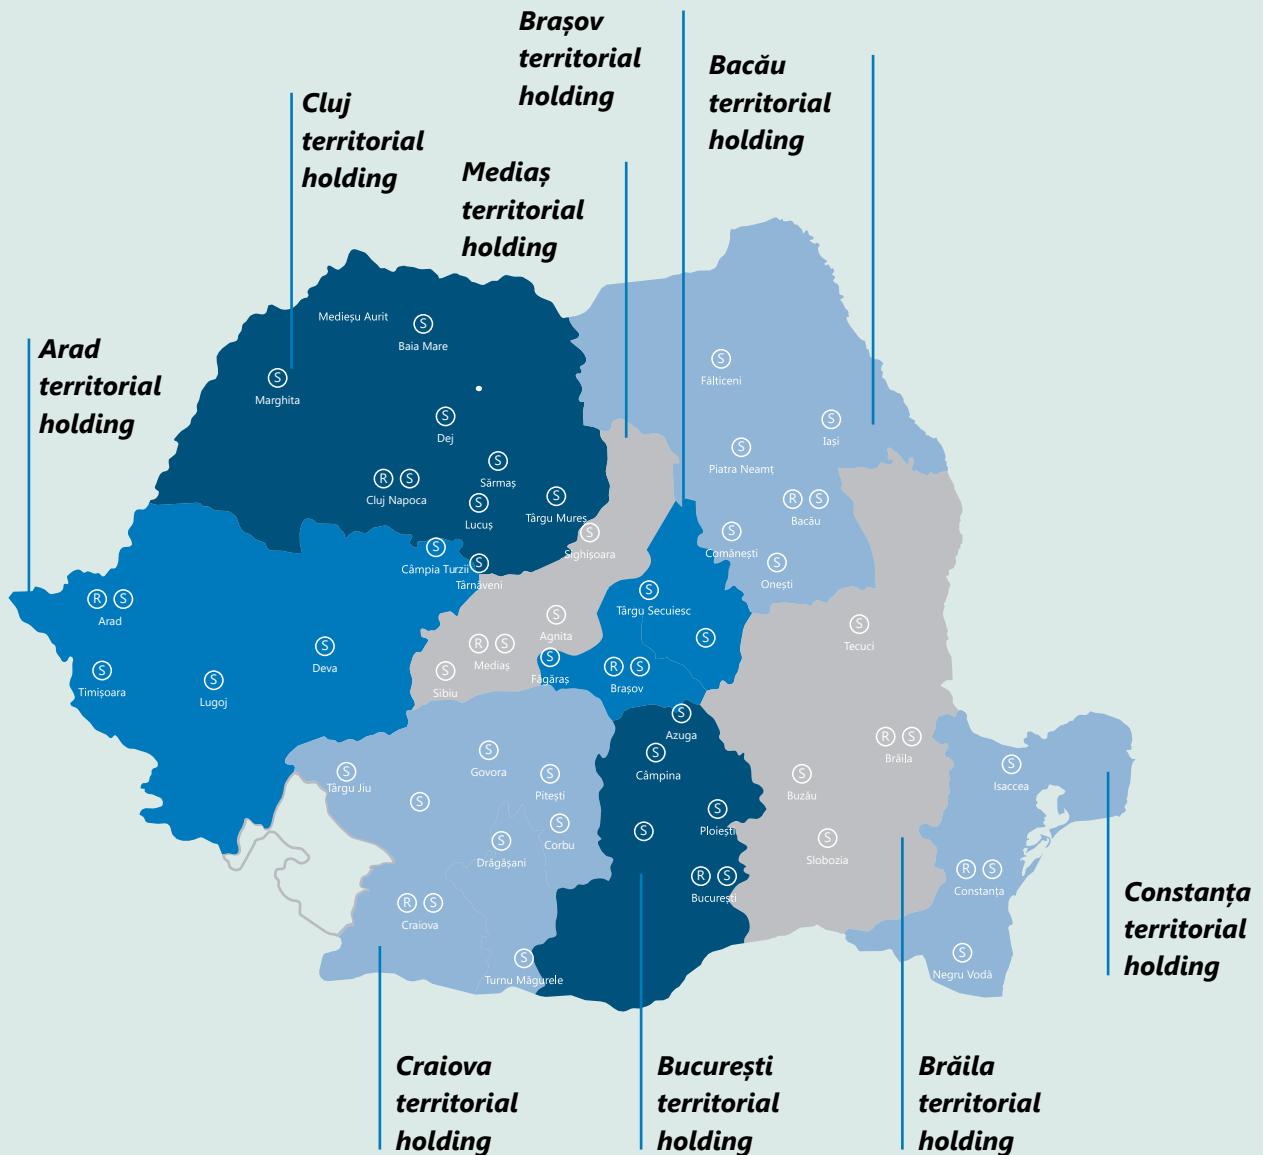 Brașov
territorial
holding
Bacău
territorial
holding
Cluj
territorial
holding
Mediaș
territorial
holding
Arad
territorial
holding
Medieșu Aurit
S
Baia Mare
S
Marghita
S
Fălticeni
S
Dej
S
Iași
S
Piatra Neamț
S
Sărmaș
R S
Cluj Napoca
S
Lucuș
S
Târgu Mureș
R S
Bacău
S
Sighișoara
S
Comănești
S
Onești
S
Câmpia Turzii
S
Târnăveni
R S
Arad
S
Târgu Secuiesc
S
Agnita
S
Tecuci
S
Deva
R S
Mediaș
S
S
Timișoara
S
Lugoj
S
Sibiu
S
Făgăraș
R S
Brașov
S
Azuga
S
Govora
S
Câmpina
R S
Brăila
S
Târgu Jiu
S
Pitești
S
Buzău
S
Isaccea
S
S
Corbu
S
Ploiești
S
Drăgășani
S
S
Slobozia
R S
București
R S
Constanța
R S
Craiova
S
Turnu Măgurele
S
Negru Vodă
Constanța
territorial
holding
Craiova
territorial
holding
București
territorial
holding
Brăila
territorial
holding